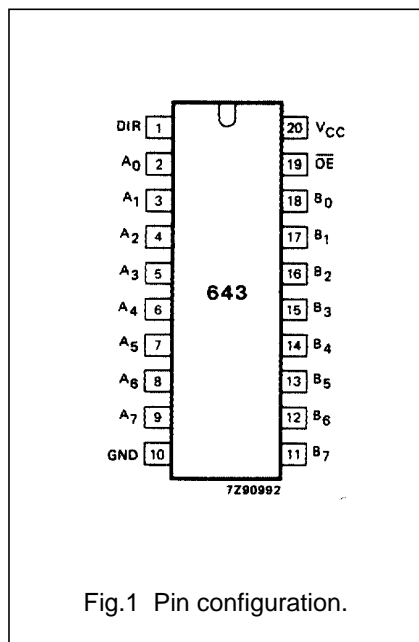 DIR 1 20 VCC
A0 2 19 OE
A1 3 18 B0
A2 4 17 B1
A3 5 16 B2
A4 6 15 B3
643
A5 7 14 B4
A6 8 13 B5
A7 9 12 B6
GND 10 11 B7
7Z90992
Fig.1 Pin configuration.